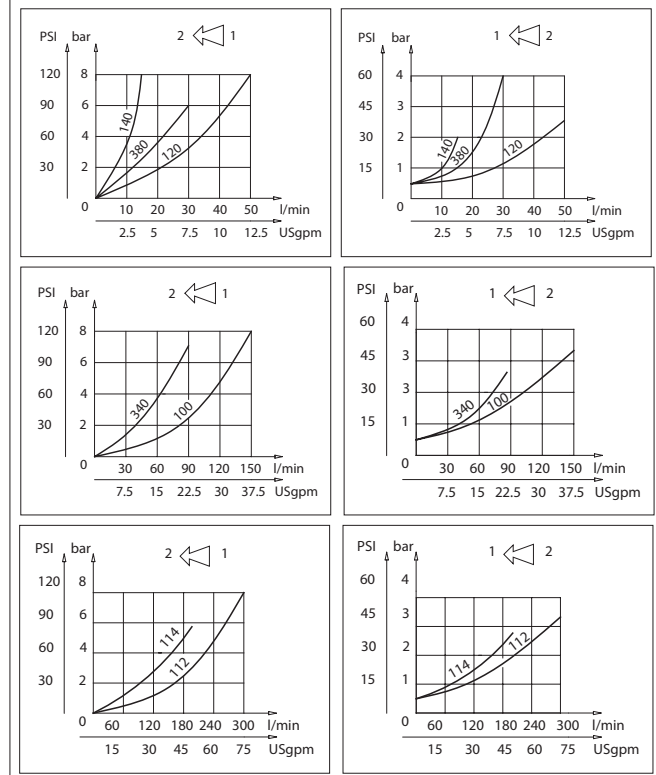 PSI bar 2 1
120 8
90 6
60 4
30 2
140 380 120
0 10 20 30 40 50 l/min
2.5 5 7.5 10 12.5 USgpm
PSI bar 1 2
60 4
45 3
30 2
15 1
140 380 120
0 10 20 30 40 50 l/min
2.5 5 7.5 10 12.5 USgpm
PSI bar 2 1
120 8
90 6
60 4
30 2
340 100
0 30 60 90 120 150 l/min
7.5 15 22.5 30 37.5 USgpm
PSI bar 1 2
60 4
45 3
30 3
15 1
340 100
0 30 60 90 120 150 l/min
7.5 15 22.5 30 37.5 USgpm
PSI bar 2 1
120 8
90 6
60 4
30 2
114 112
0 60 120 180 240 300 l/min
15 30 45 60 75 USgpm
PSI bar 1 2
60 4
45 3
30 2
15 1
114 112
0 60 120 180 240 300 l/min
15 30 45 60 75 USgpm